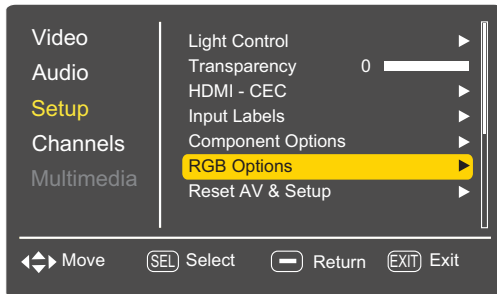 Video
Audio
Setup
Channels
Multimedia
Light Control
Transparency 0
HDMI - CEC
Input Labels
Component Options
RGB Options
Reset AV & Setup
Move SEL Select Return EXIT Exit